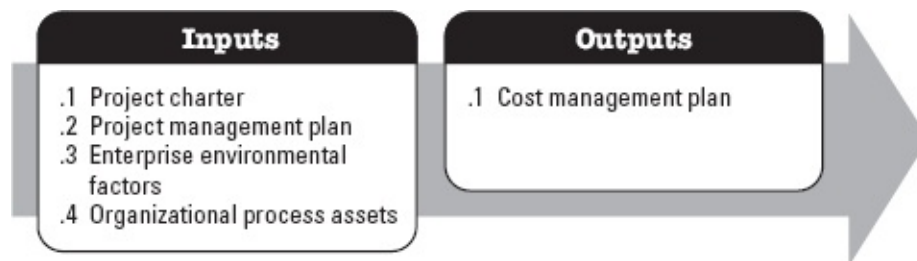 Inputs
.1 Project charter
.2 Project management plan
.3 Enterprise environmental
factors
.4 Organizational process assets
Outputs
.1 Cost management plan